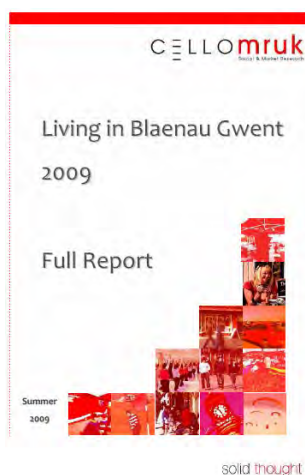 CELLOmruk
Social & Market Research
Living in Blaenau Gwent
2009
Full Report
Summer
2009
solid thought